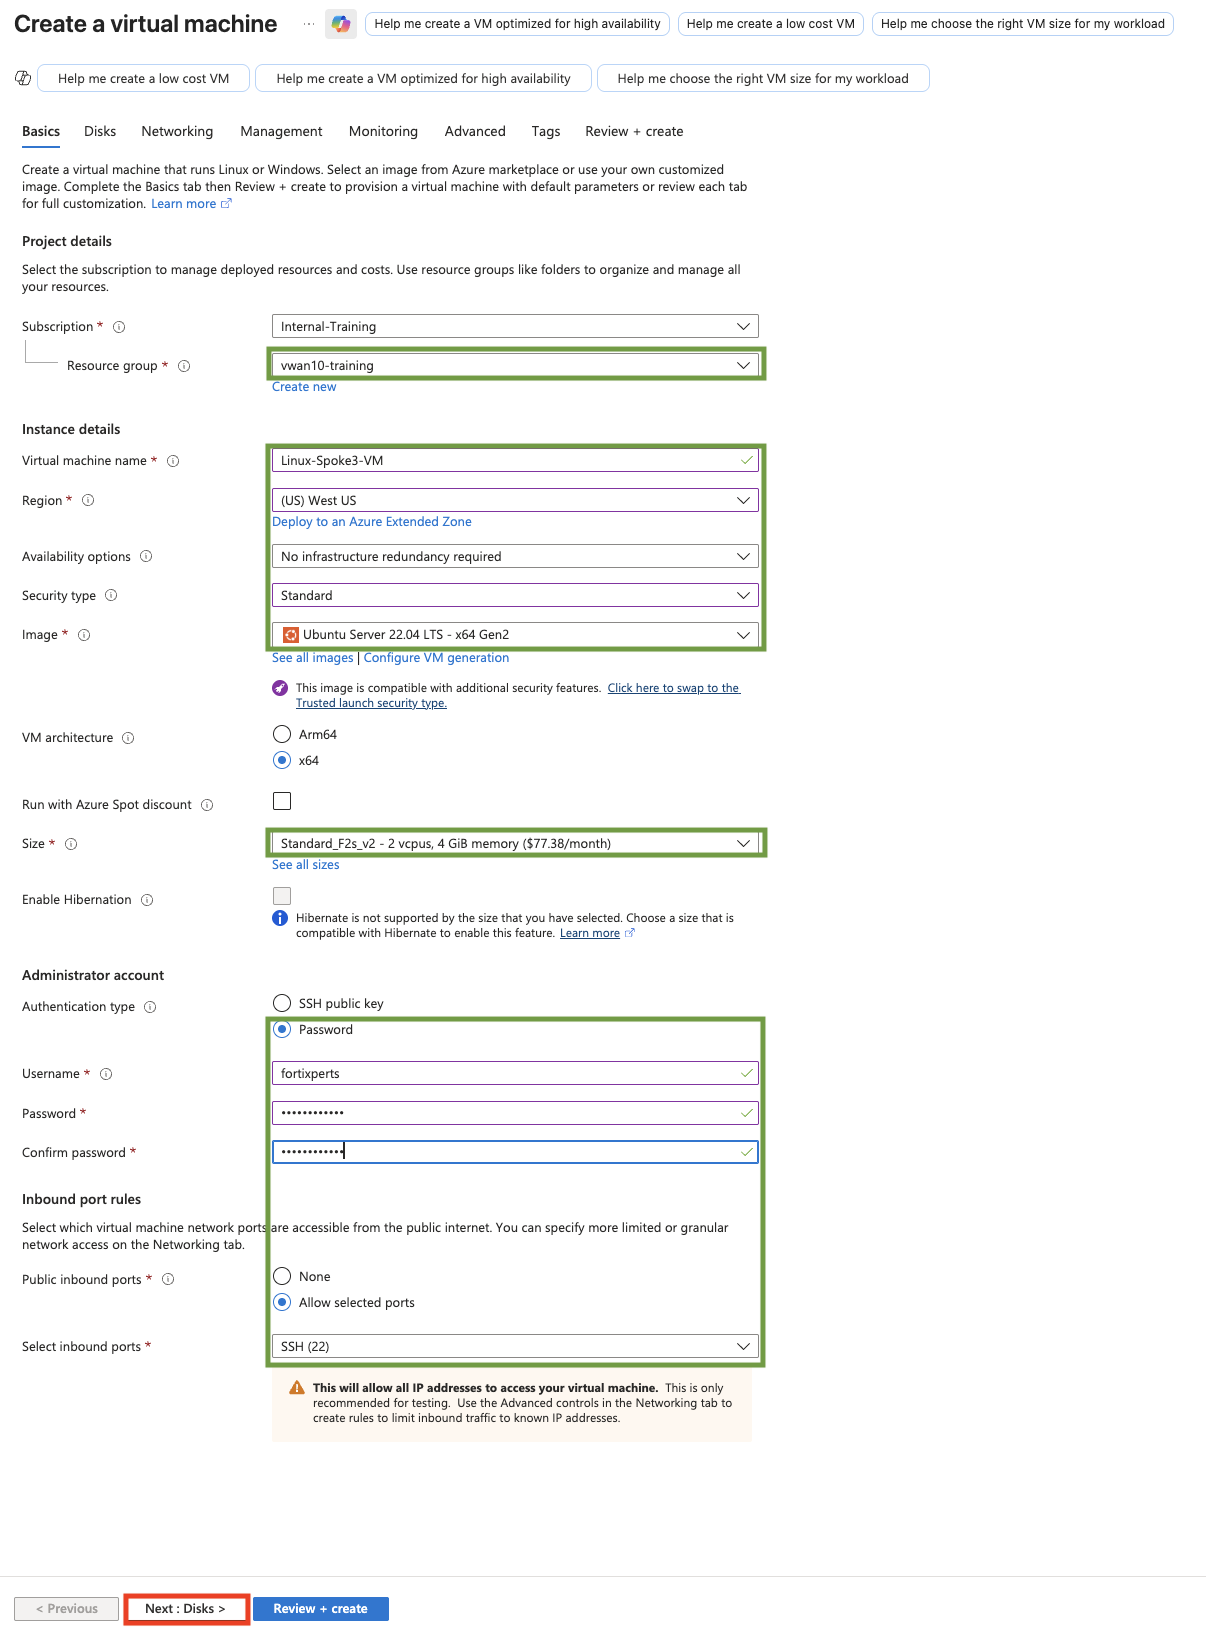 Create a virtual machine
Help me create a VM optimized for high availability
Help me create a low cost VM
Help me choose the right VM size for my workload
Help me create a low cost VM
Help me create a VM optimized for high availability
Help me choose the right VM size for my workload
Basics Disks Networking Management Monitoring Advanced Tags Review + create
Create a virtual machine that runs Linux or Windows. Select an image from Azure marketplace or use your own customized
image. Complete the Basics tab then Review + create to provision a virtual machine with default parameters or review each tab
for full customization. Learn more
Project details
Select the subscription to manage deployed resources and costs. Use resource groups like folders to organize and manage all
your resources.
Subscription * Internal-Training
Resource group * vwan10-training
Create new
Instance details
Virtual machine name * Linux-Spoke3-VM
Region * (US) West US
Deploy to an Azure Extended Zone
Availability options No infrastructure redundancy required
Security type Standard
Image * Ubuntu Server 22.04 LTS - x64 Gen2
See all images | Configure VM generation
This image is compatible with additional security features. Click here to swap to the
Trusted launch security type.
VM architecture Arm64
x64
Run with Azure Spot discount
Size * Standard_F2s_v2 - 2 vcpus, 4 GiB memory ($77.38/month)
See all sizes
Enable Hibernation
Hibernate is not supported by the size that you have selected. Choose a size that is
compatible with Hibernate to enable this feature. Learn more
Administrator account
Authentication type SSH public key
Password
Username * fortixperts
Password * ••••••••••••
Confirm password * ••••••••••••
Inbound port rules
Select which virtual machine network ports are accessible from the public internet. You can specify more limited or granular
network access on the Networking tab.
Public inbound ports * None
Allow selected ports
Select inbound ports * SSH (22)
This will allow all IP addresses to access your virtual machine. This is only
recommended for testing. Use the Advanced controls in the Networking tab to
create rules to limit inbound traffic to known IP addresses.
< Previous Next : Disks > Review + create